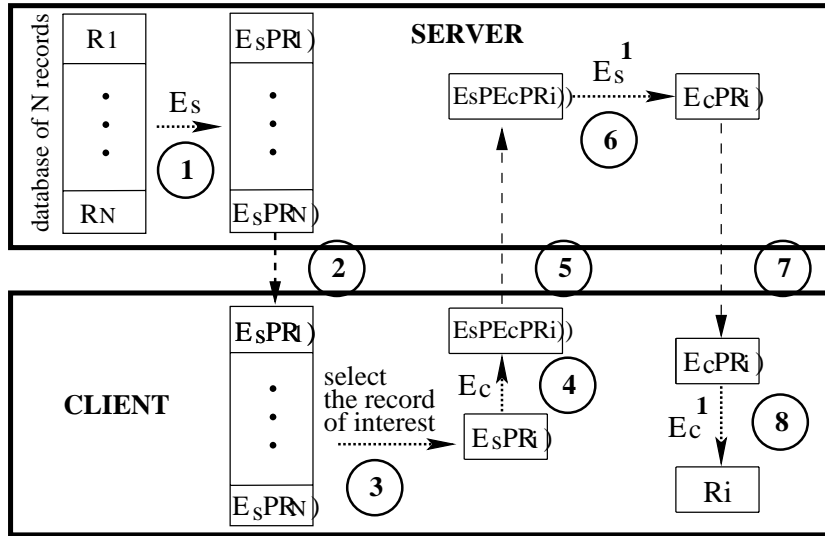 SERVER
database of N records
R1
RN
Es
1
EsPR1)
EsPRN)
EsPEcPRi))
Es 1
6
EcPRi)
2
5
7
CLIENT
EsPR1)
EsPRN)
select
the record
of interest
3
EsPRi)
Ec
4
EsPEcPRi))
EcPRi)
Ec 1
8
Ri